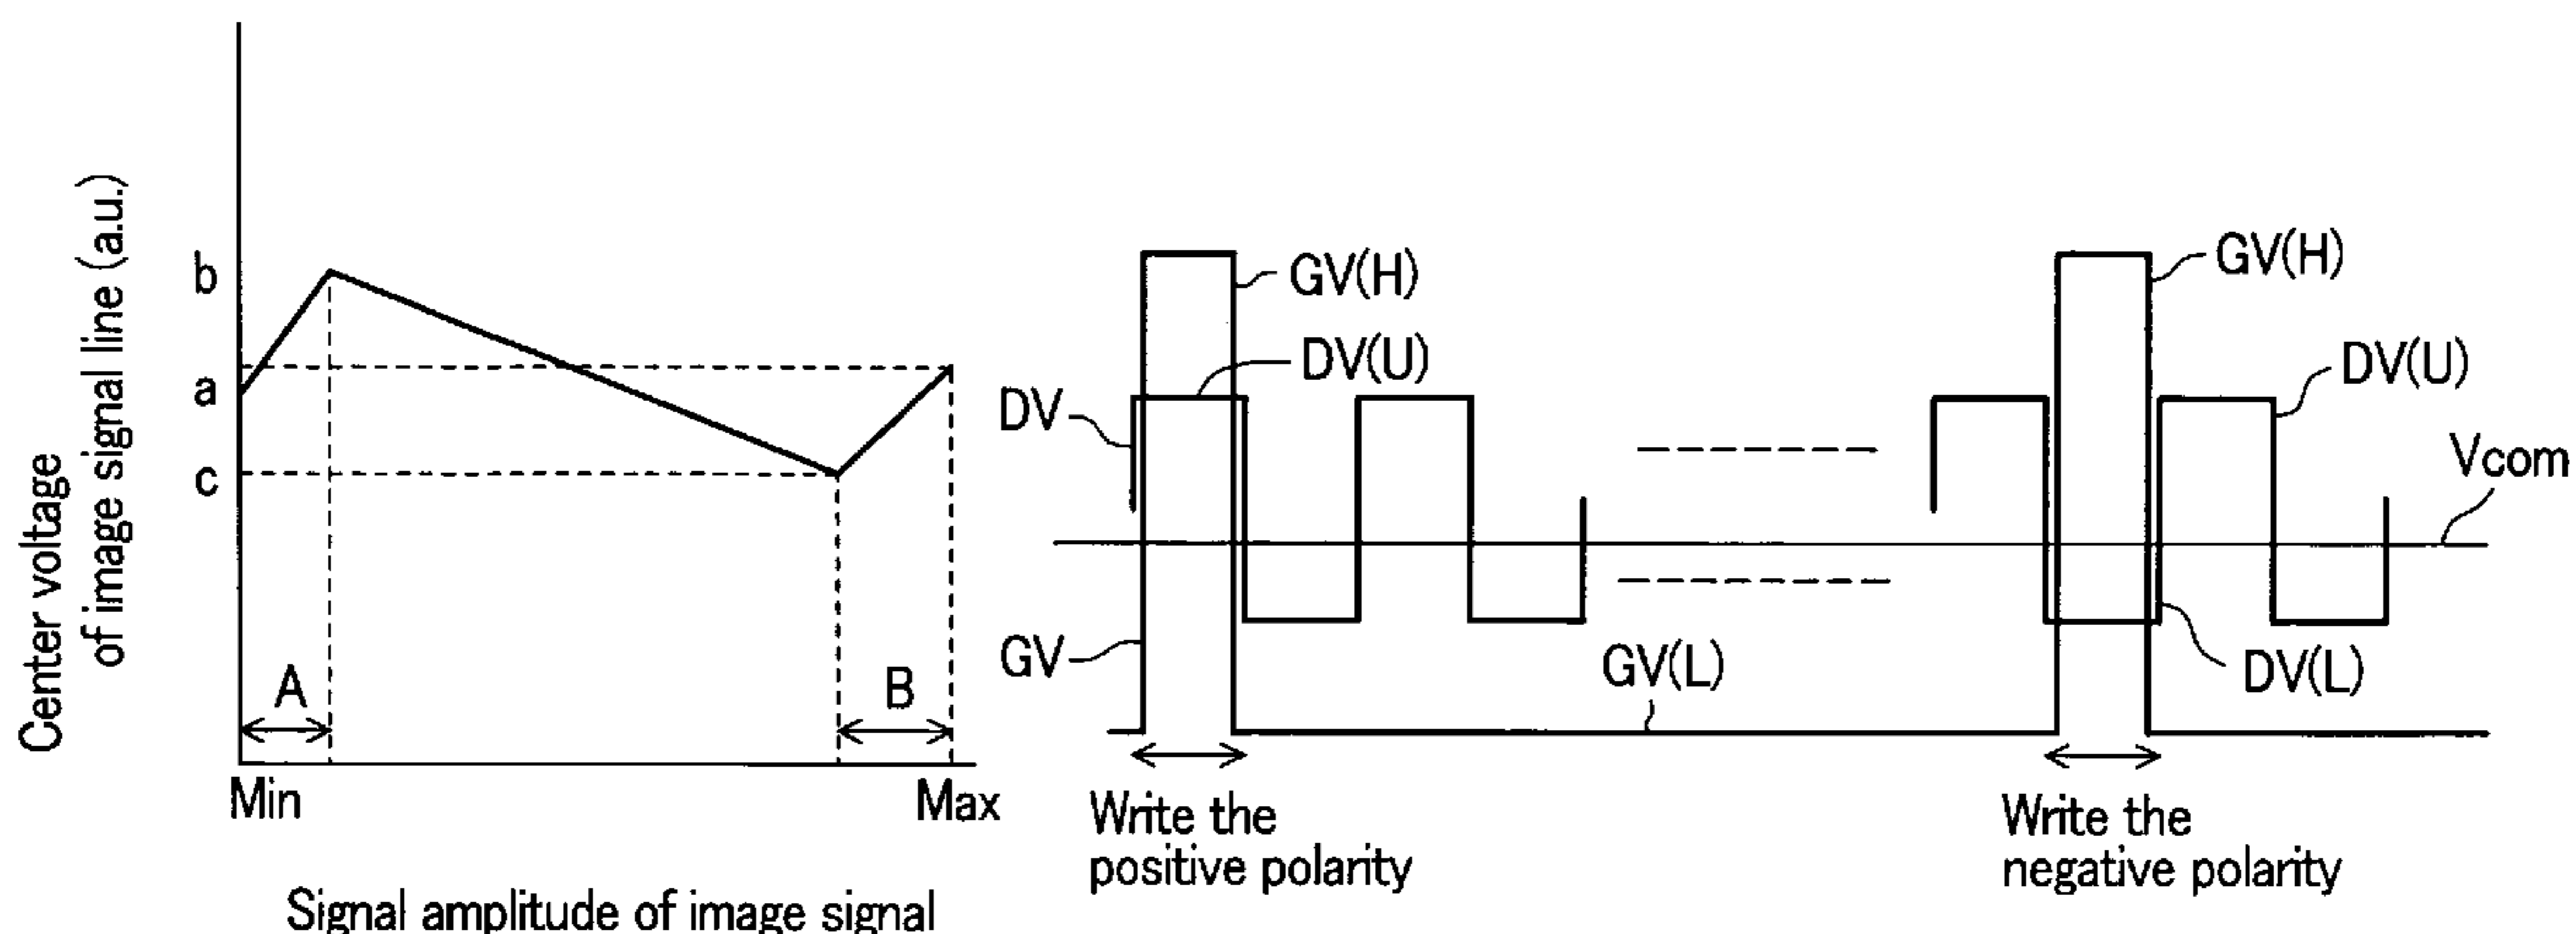 Center voltage
of image signal line (a.u.)
b
a
c
A
B
Min
Max
Signal amplitude of image signal
GV(H)
DV(U)
DV
GV
GV(L)
Write the
positive polarity
GV(H)
DV(U)
Vcom
DV(L)
Write the
negative polarity